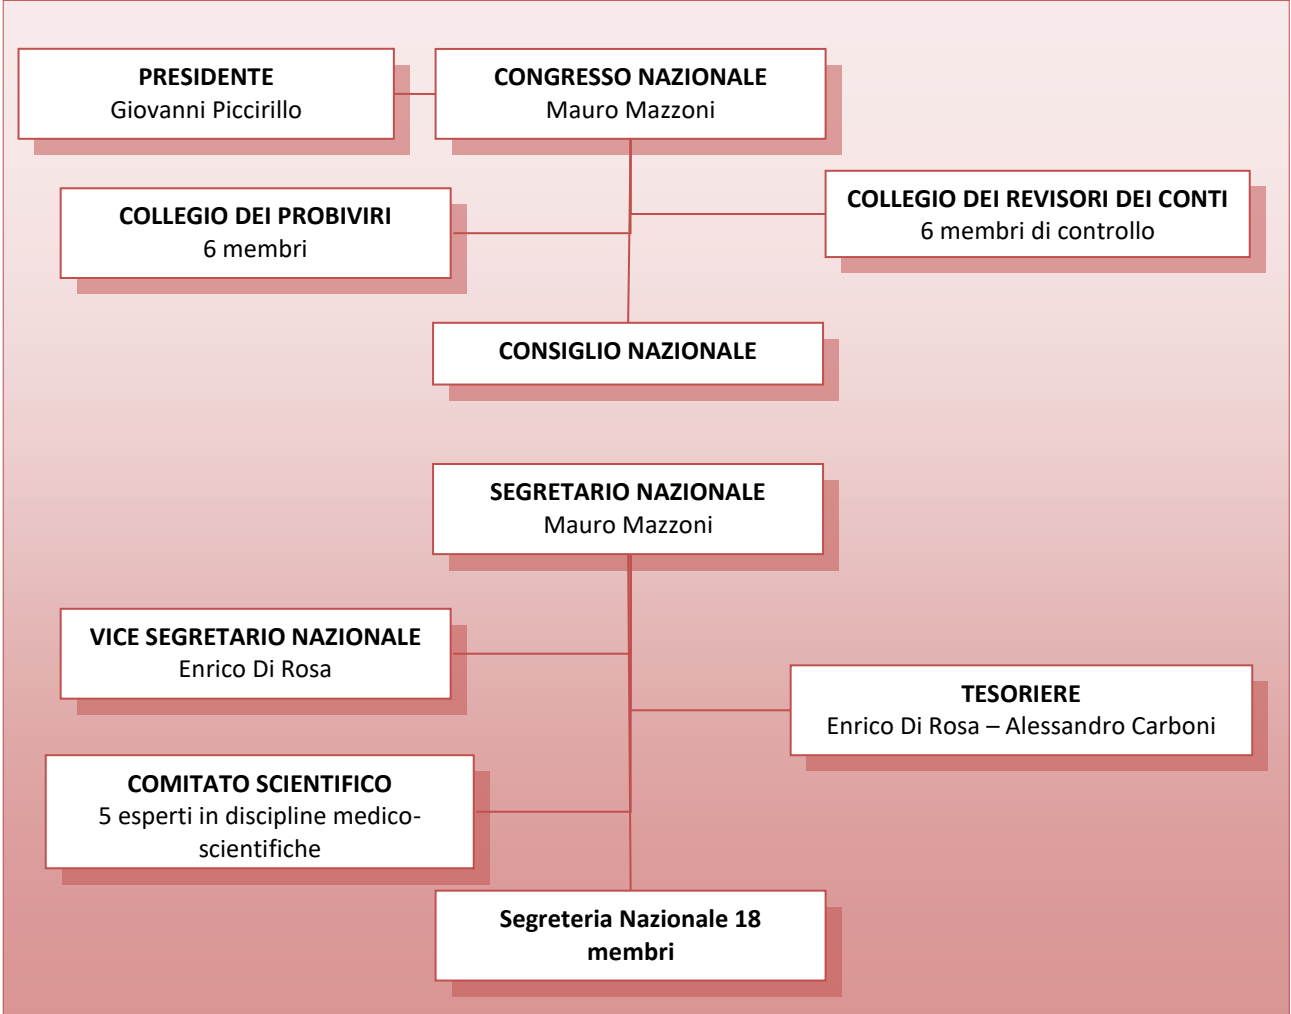 PRESIDENTE
Giovanni Piccirillo
CONGRESSO NAZIONALE
Mauro Mazzoni
COLLEGIO DEI PROBIVIRI
6 membri
COLLEGIO DEI REVISORI DEI CONTI
6 membri di controllo
CONSIGLIO NAZIONALE
SEGRETARIO NAZIONALE
Mauro Mazzoni
VICE SEGRETARIO NAZIONALE
Enrico Di Rosa
TESORIERE
Enrico Di Rosa – Alessandro Carboni
COMITATO SCIENTIFICO
5 esperti in discipline medico-
scientifiche
Segreteria Nazionale 18
membri